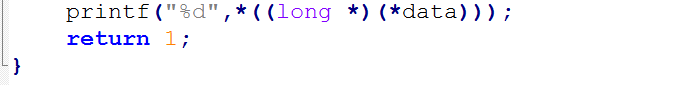 printf("%d",*((long *)(*data)));
return 1;
}